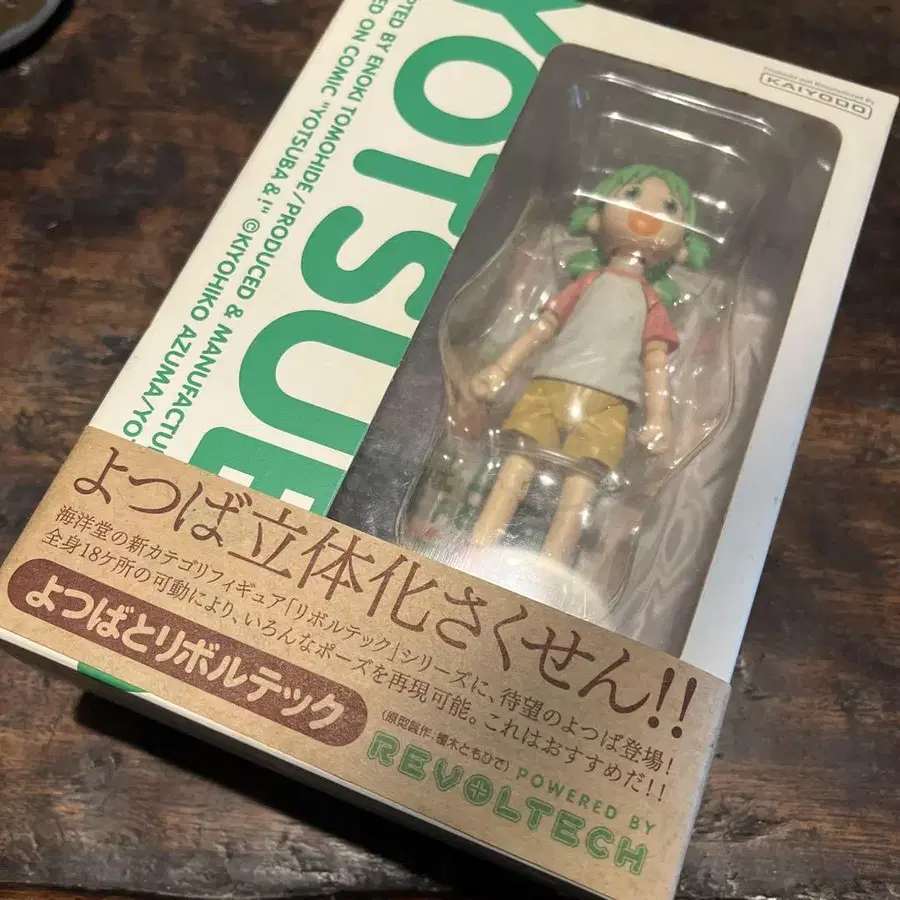 YOTSUB
PTED BY ENOKI TOMOHIDE/PRODUCED & MANUFACTU
ED ON COMIC "YOTSUBA &!" ©KIYOHIKO AZUMA/YO
Produced and Manufactured by
KAIYODO
よつば立体化さくせん!!
海洋堂の新カテゴリフィギュア「リボルテック」シリーズに、待望のよつば登場!
全身18ケ所の可動により、いろんなポーズを再現可能。これはおすすめだ!!
(原型製作:榎木ともひで)
よつばとリボルテック
POWERED BY
REVOLTECH